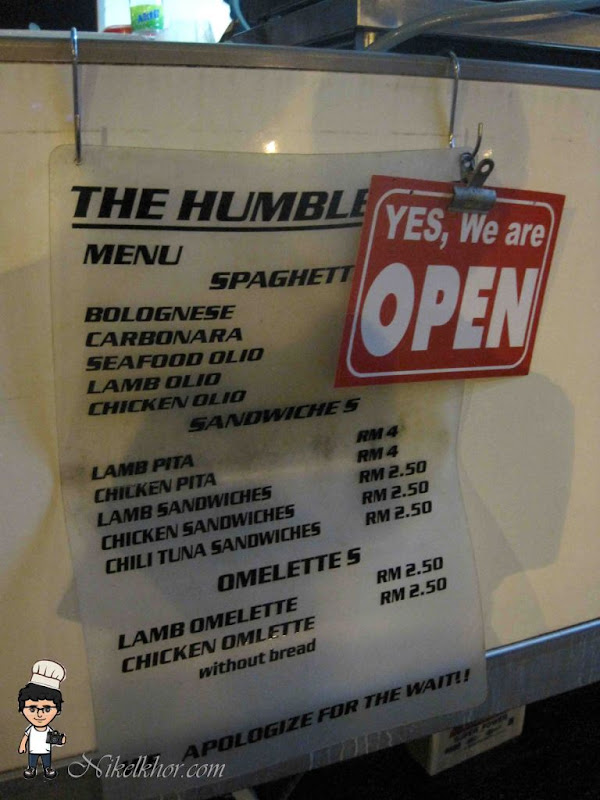 THE HUMBLE
MENU
SPAGHETT
BOLOGNESE
CARBONARA
SEAFOOD OLIO
LAMB OLIO
CHICKEN OLIO
SANDWICHE S
LAMB PITA RM 4
CHICKEN PITA RM 4
LAMB SANDWICHES RM 2.50
CHICKEN SANDWICHES RM 2.50
CHILI TUNA SANDWICHES RM 2.50
OMELETTE S
LAMB OMELETTE RM 2.50
CHICKEN OMLETTE RM 2.50
without bread
APOLOGIZE FOR THE WAIT!!
YES, We are
OPEN
Nikelkhor.com